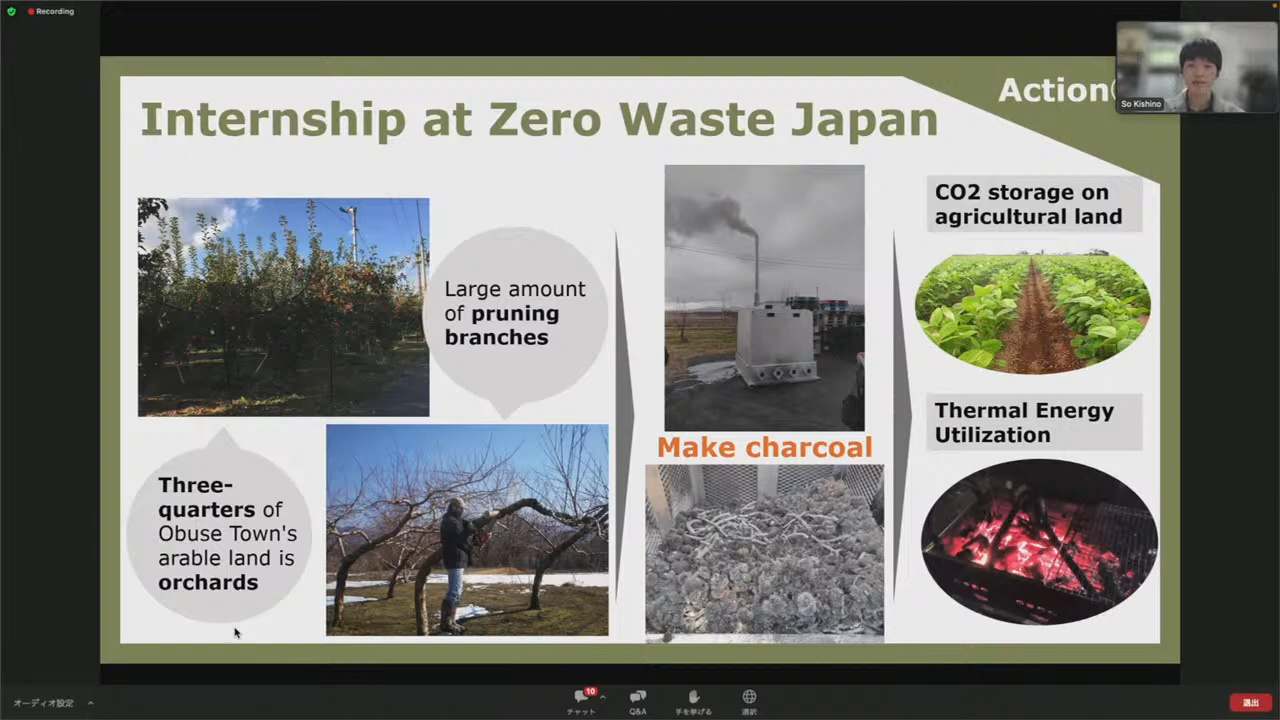 Recording
So Kishino
Action
Internship at Zero Waste Japan
Large amount
of pruning
branches
Three-
quarters of
Obuse Town's
arable land is
orchards
Make charcoal
CO2 storage on
agricultural land
Thermal Energy
Utilization
オーディオ設定
10
チャット
Q&A
手を挙げる
通訳
退出